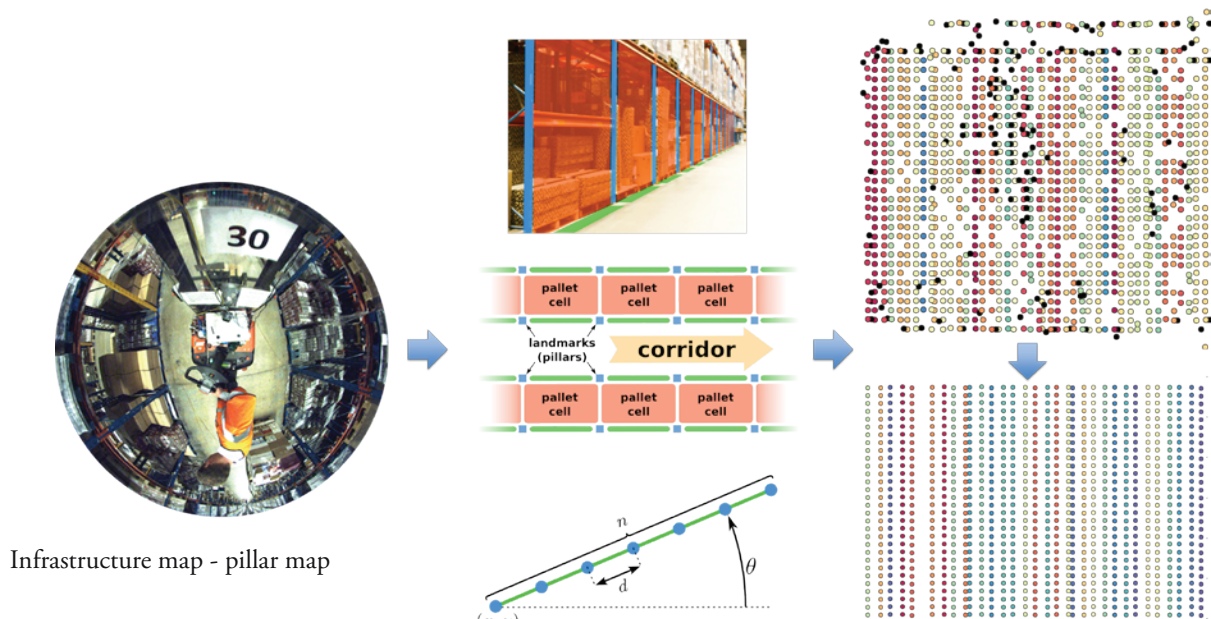 30
Infrastructure map - pillar map
pallet
cell
pallet
cell
pallet
cell
landmarks
(pillars)
corridor
pallet
cell
pallet
cell
pallet
cell
n
d
θ